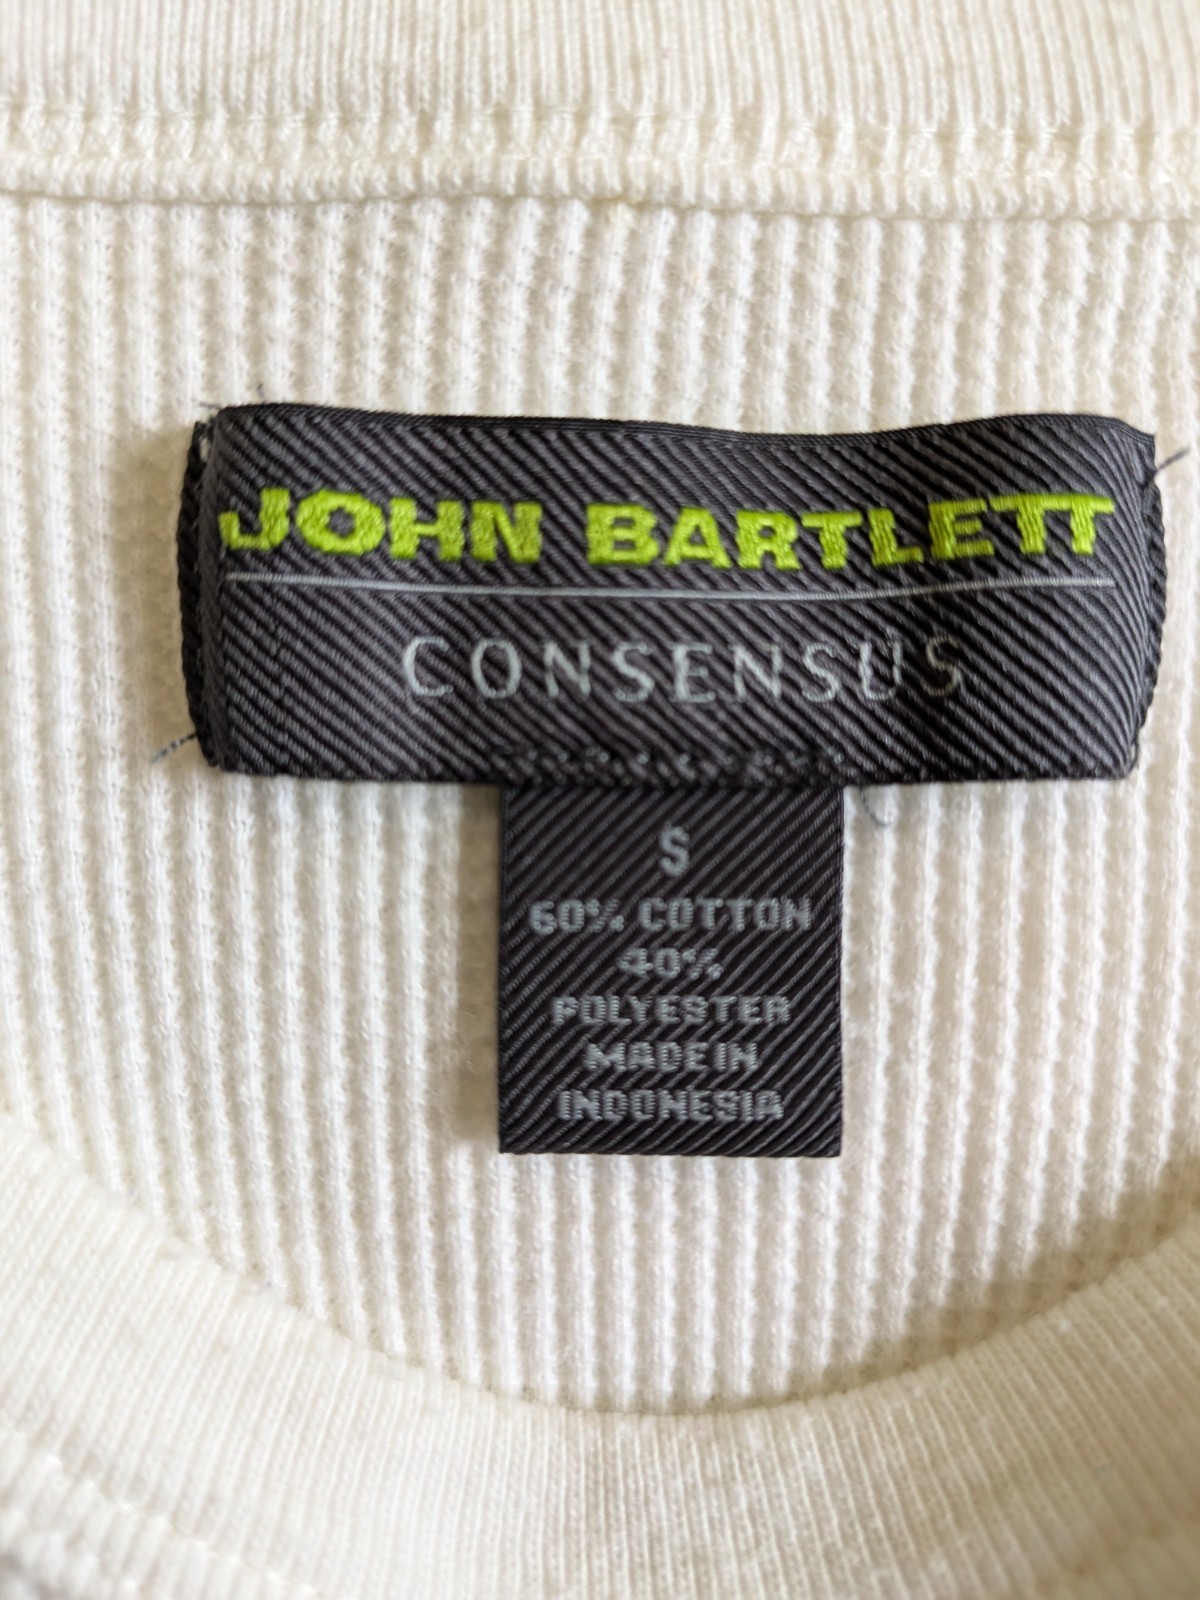 JOHN BARTLETT
CONSENSUS
S
60% COTTON
40%
POLYESTER
MADE IN
INDONESIA